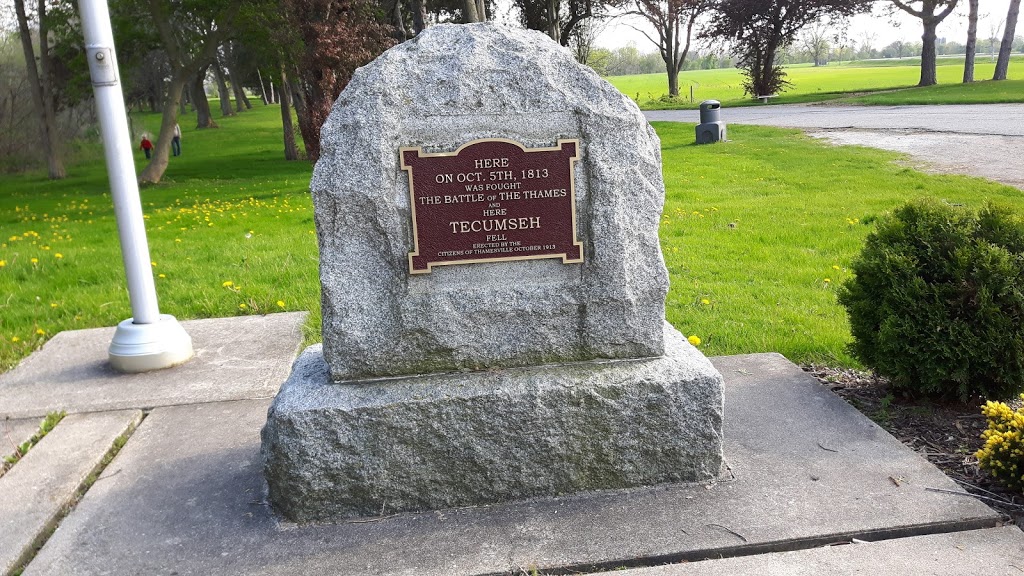 HERE
ON OCT. 5TH, 1813
WAS FOUGHT
THE BATTLE OF THE THAMES
AND
HERE
TECUMSEH
FELL
ERECTED BY THE
CITIZENS OF THAMESVILLE OCTOBER 1913